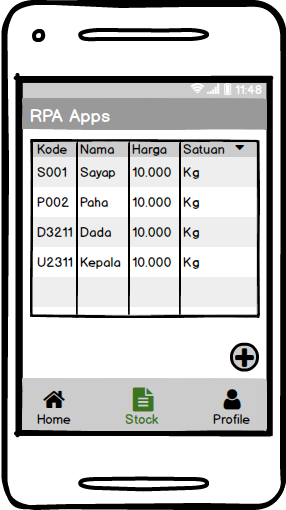 11:48
RPA Apps
Kode Nama Harga Satuan
S001 Sayap 10.000 Kg
P002 Paha 10.000 Kg
D3211 Dada 10.000 Kg
U2311 Kepala 10.000 Kg
Home Stock Profile